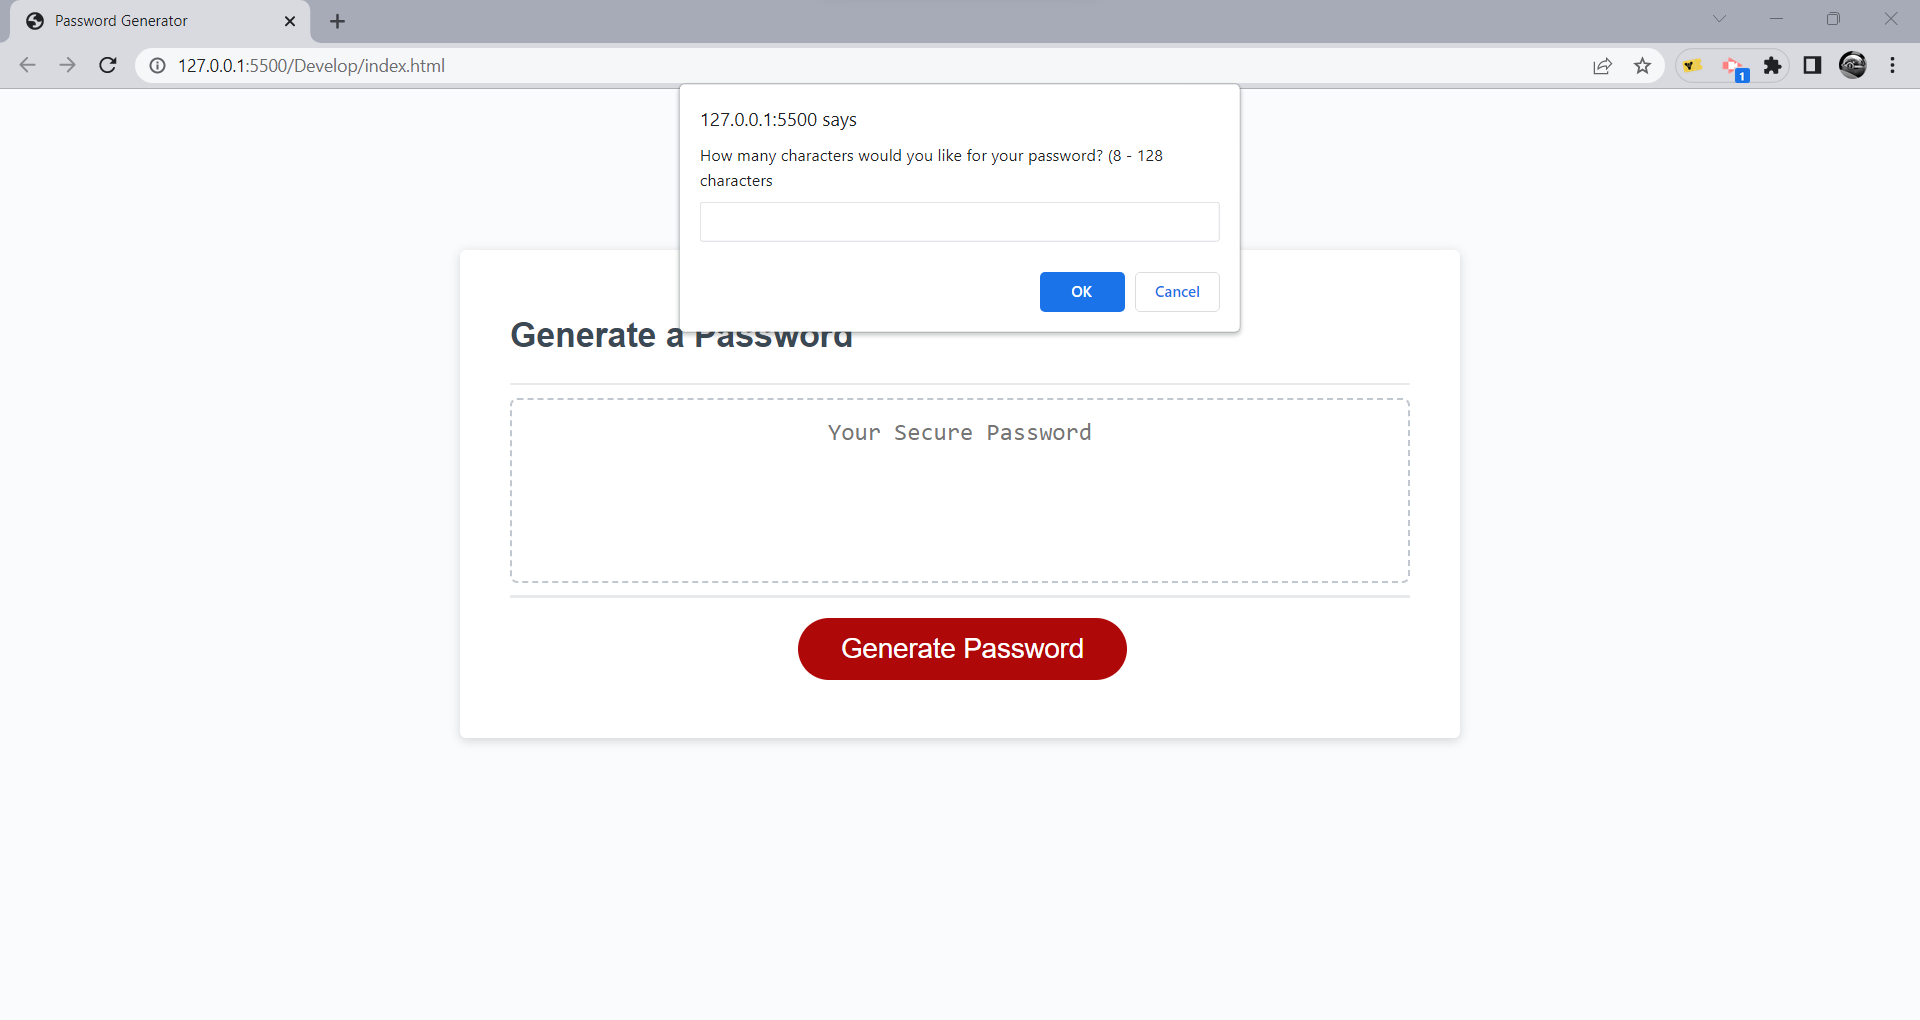 Password Generator
127.0.0.1:5500/Develop/index.html
1
127.0.0.1:5500 says
How many characters would you like for your password? (8 - 128
characters
OK
Cancel
Generate a Password
Your Secure Password
Generate Password